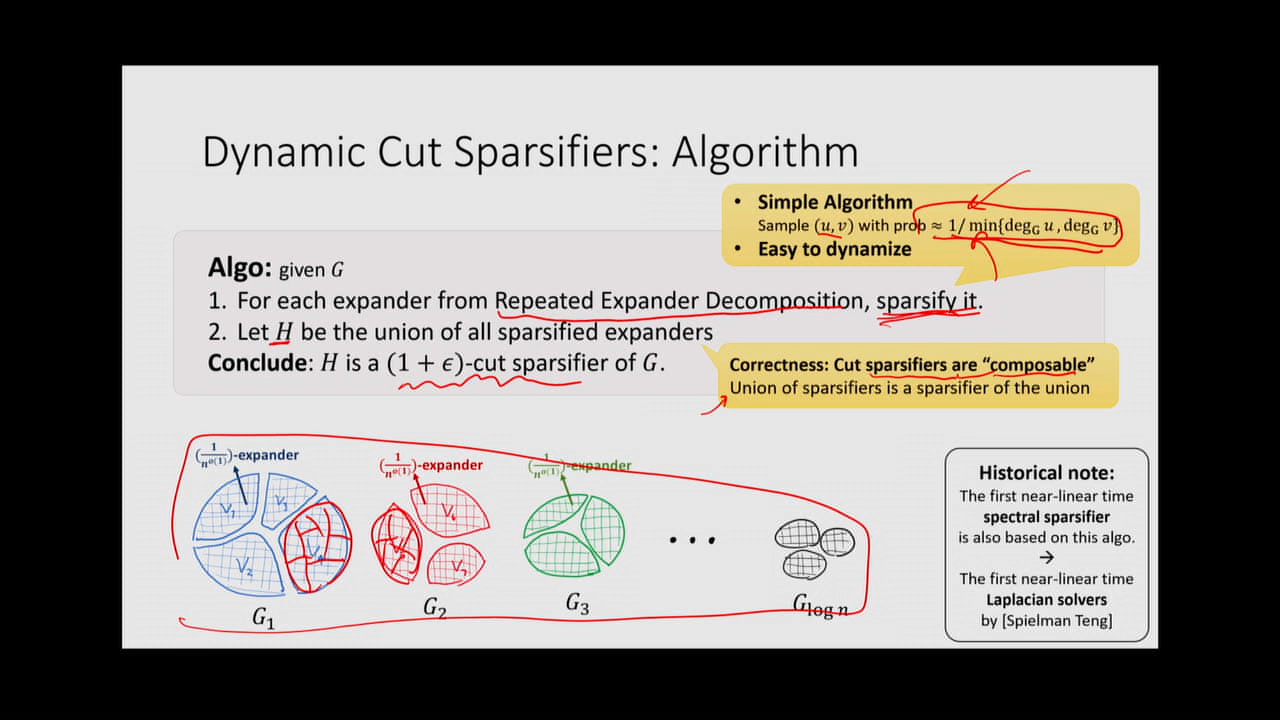 Dynamic Cut Sparsifiers: Algorithm
• Simple Algorithm
Sample (u, v) with prob ≈ 1/ min{deg_G u, deg_G v}
• Easy to dynamize
Algo: given G
1. For each expander from Repeated Expander Decomposition, sparsify it.
2. Let H be the union of all sparsified expanders
Conclude: H is a (1 + ϵ)-cut sparsifier of G.
Correctness: Cut sparsifiers are "composable"
Union of sparsifiers is a sparsifier of the union
(1/n^{o(1)})-expander
(1/n^{o(1)})-expander
(1/n^{o(1)})-expander
V₁
V₂
G₁
G₂
G₃
• • •
G_{log n}
Historical note:
The first near-linear time
spectral sparsifier
is also based on this algo.
→
The first near-linear time
Laplacian solvers
by [Spielman Teng]